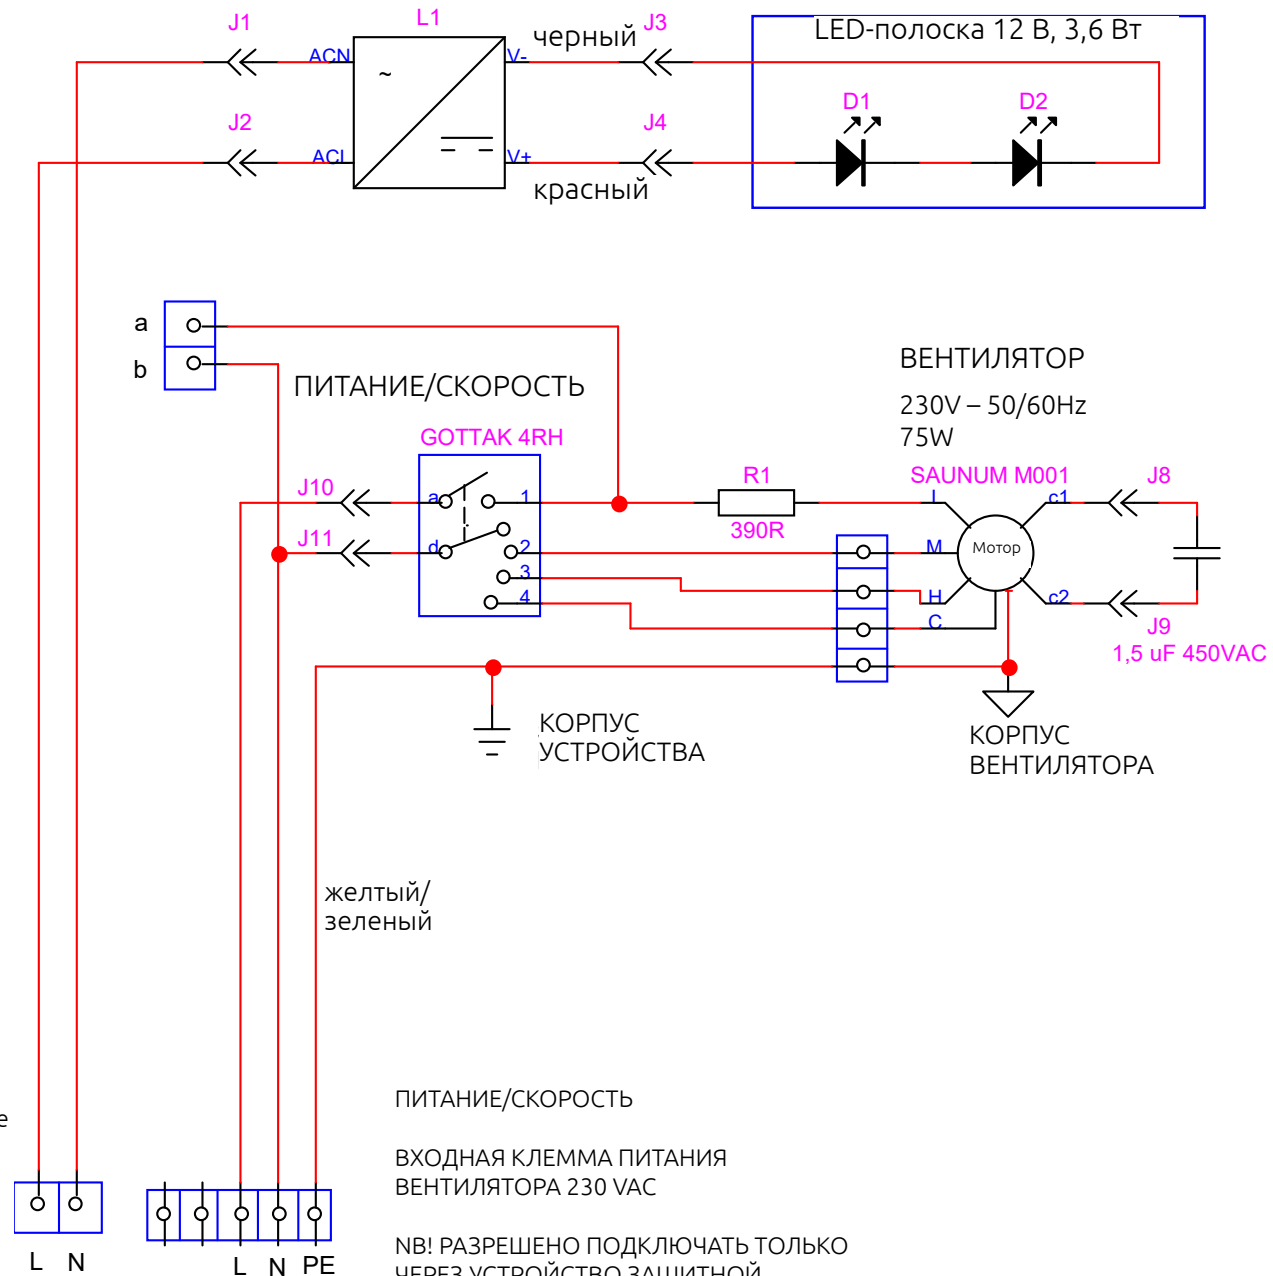 J1
L1
черный
J3
LED-полоска 12 В, 3,6 Вт
ACN
V-
~
D1
D2
J2
J4
V+
красный
a
b
ПИТАНИЕ/СКОРОСТЬ
ВЕНТИЛЯТОР
230V – 50/60Hz
75W
GOTTAK 4RH
R1
SAUNUM M001
J8
J10
a
1
390R
c1
J11
d
2
M
Мотор
3
4
H
c2
C
J9
1,5 uF 450VAC
КОРПУС
УСТРОЙСТВА
КОРПУС
ВЕНТИЛЯТОРА
желтый/
зеленый
ПИТАНИЕ/СКОРОСТЬ
е
ВХОДНАЯ КЛЕММА ПИТАНИЯ
ВЕНТИЛЯТОРА 230 VAC
NB! РАЗРЕШЕНО ПОДКЛЮЧАТЬ ТОЛЬКО
ЧЕРЕЗ УСТРОЙСТВО ЗАЩИТНОЙ
L N
L N PE